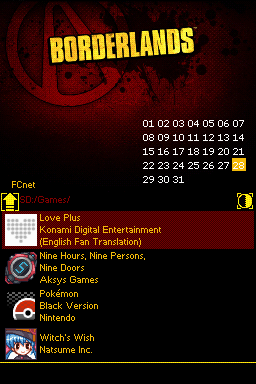 BORDERLANDS
01 02 03 04 05 06 07
08 09 10 11 12 13 14
15 16 17 18 19 20 21
22 23 24 25 26 27 28
29 30 31
FCnet
SD:/Games/
Love Plus
Konami Digital Entertainment
(English Fan Translation)
Nine Hours, Nine Persons,
Nine Doors
Aksys Games
Pokémon
Black Version
Nintendo
Witch's Wish
Natsume Inc.